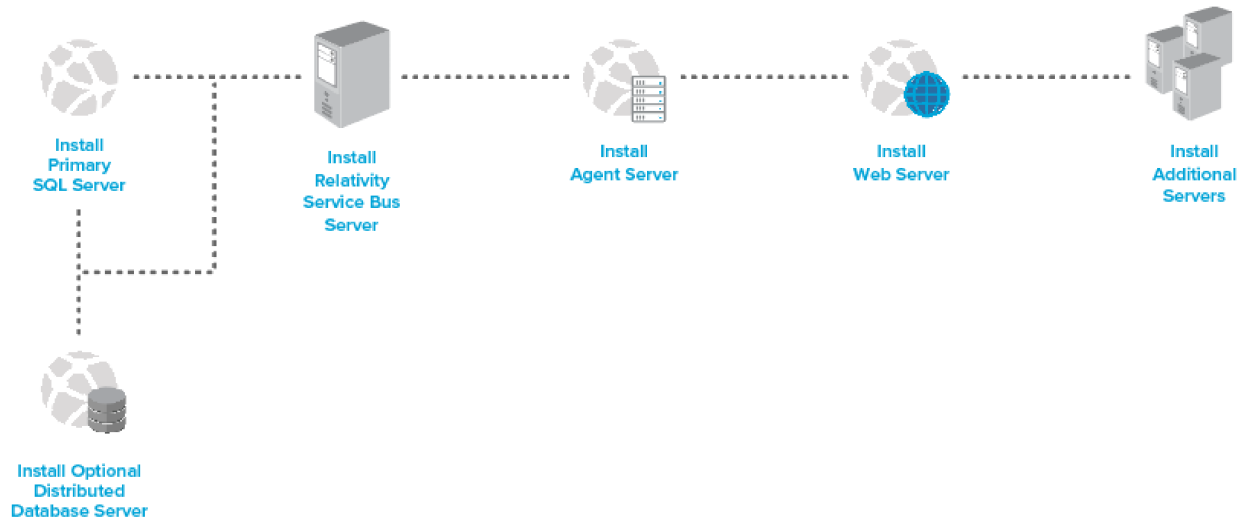 Install
Primary
SQL Server
Install
Relativity
Service Bus
Server
Install
Agent Server
Install
Web Server
Install
Additional
Servers
Install Optional
Distributed
Database Server